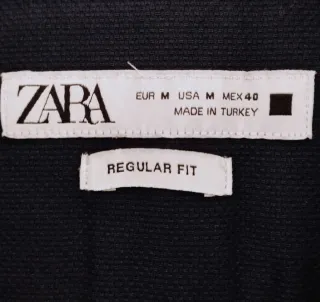 ZARA
EUR M USA M MEX 40
MADE IN TURKEY
REGULAR FIT